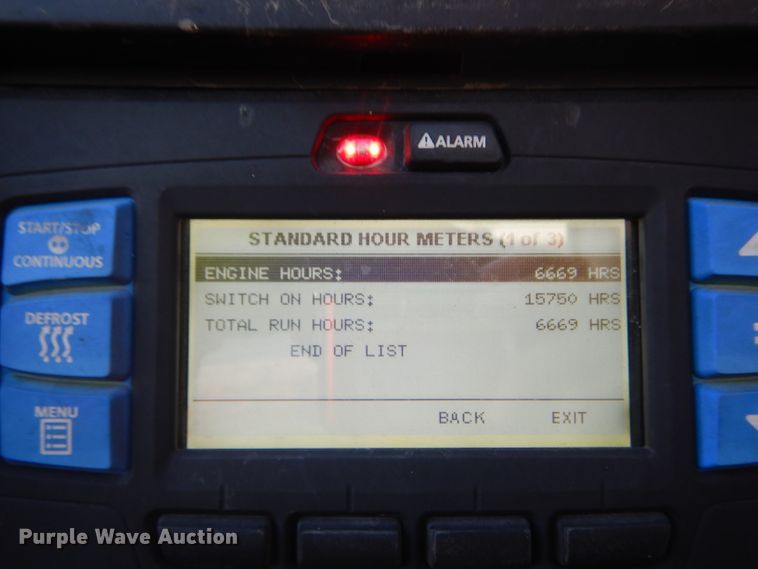 ALARM
START/STOP
CONTINUOUS
DEFROST
MENU
STANDARD HOUR METERS (1 of 3)
ENGINE HOURS: 6669 HRS
SWITCH ON HOURS: 15750 HRS
TOTAL RUN HOURS: 6669 HRS
END OF LIST
BACK EXIT
Purple Wave Auction